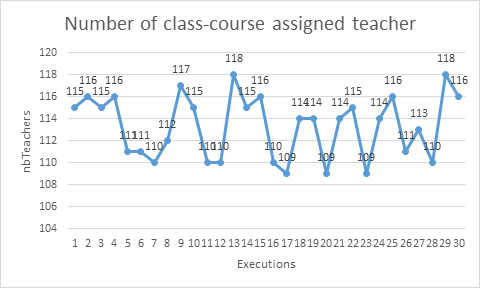 Number of class-course assigned teacher
nbTeachers
120
118
116
114
112
110
108
106
104
115 116 115 116 111 111 110 112 117 115 110 110 118 115 116 110 109 114 114 109 114 115 109 114 116 111 113 110 118 116
1 2 3 4 5 6 7 8 9 10 11 12 13 14 15 16 17 18 19 20 21 22 23 24 25 26 27 28 29 30
Executions